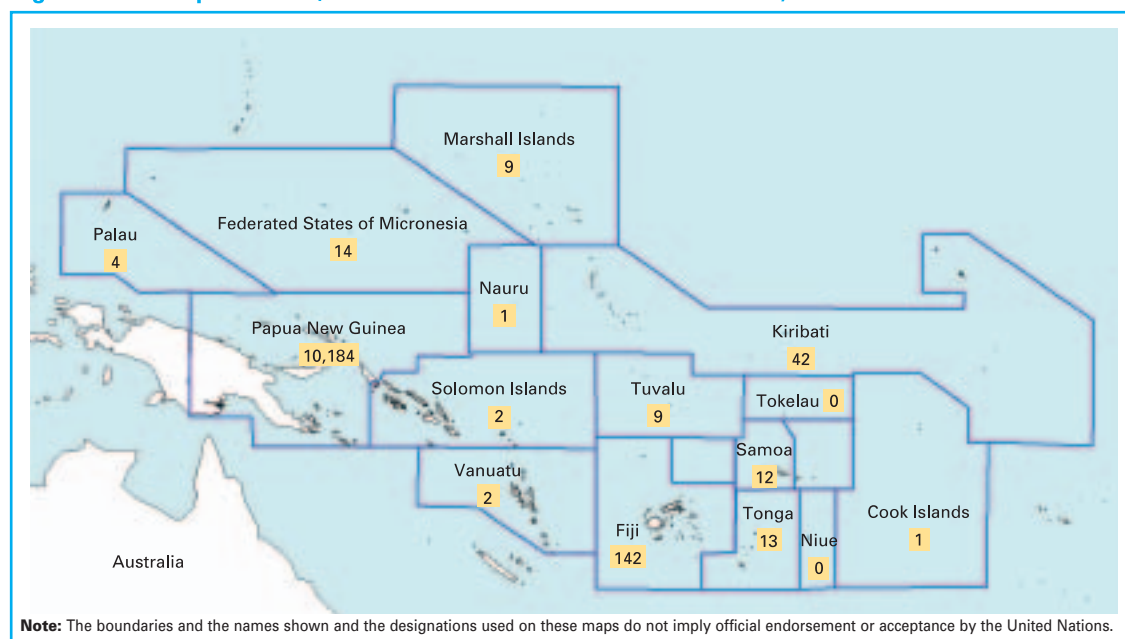 Marshall Islands
9
Federated States of Micronesia
14
Palau
4
Nauru
1
Papua New Guinea
10,184
Kiribati
42
Solomon Islands
2
Tuvalu
9
Tokelau 0
Samoa
12
Vanuatu
2
Fiji
142
Tonga
13
Niue
0
Cook Islands
1
Australia
Note: The boundaries and the names shown and the designations used on these maps do not imply official endorsement or acceptance by the United Nations.